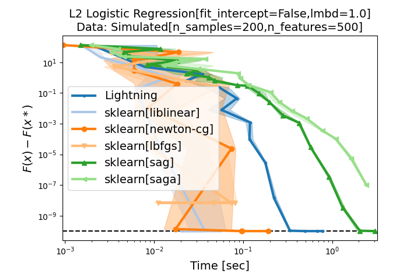 L2 Logistic Regression[fit_intercept=False,lmbd=1.0]
Data: Simulated[n_samples=200,n_features=500]
F(x) − F(x*)
10¹
10⁻¹
10⁻³
10⁻⁵
10⁻⁷
10⁻⁹
Lightning
sklearn[liblinear]
sklearn[newton-cg]
sklearn[lbfgs]
sklearn[sag]
sklearn[saga]
10⁻³ 10⁻² 10⁻¹ 10⁰
Time [sec]